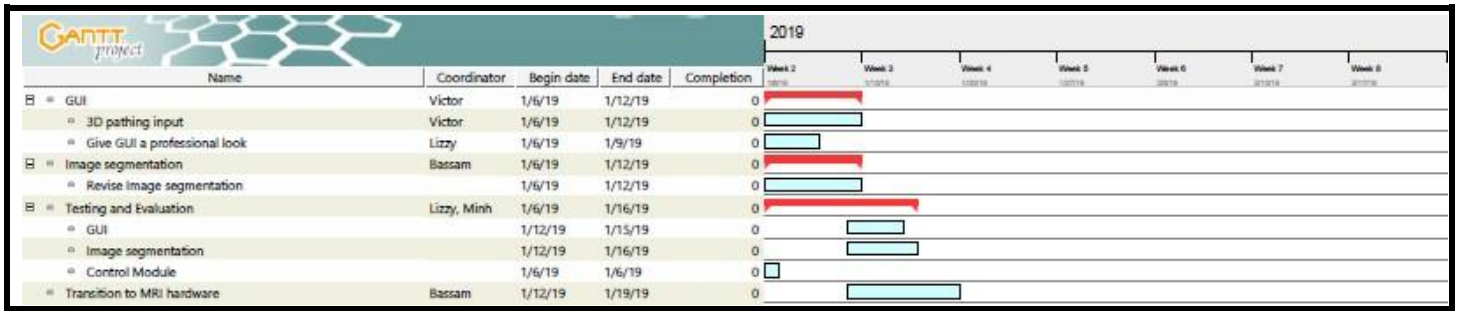 GANTT
project
2019
Name Coordinator Begin date End date Completion
Week 2 Week 3 Week 4 Week 5 Week 6 Week 7 Week 8
GUI Victor 1/6/19 1/12/19 0
3D pathing input Victor 1/6/19 1/12/19 0
Give GUI a professional look Lizzy 1/6/19 1/9/19 0
Image segmentation Bassam 1/6/19 1/12/19 0
Revise Image segmentation 1/6/19 1/12/19 0
Testing and Evaluation Lizzy, Minh 1/6/19 1/16/19 0
GUI 1/12/19 1/15/19 0
Image segmentation 1/12/19 1/16/19 0
Control Module 1/6/19 1/6/19 0
Transition to MRI hardware Bassam 1/12/19 1/19/19 0